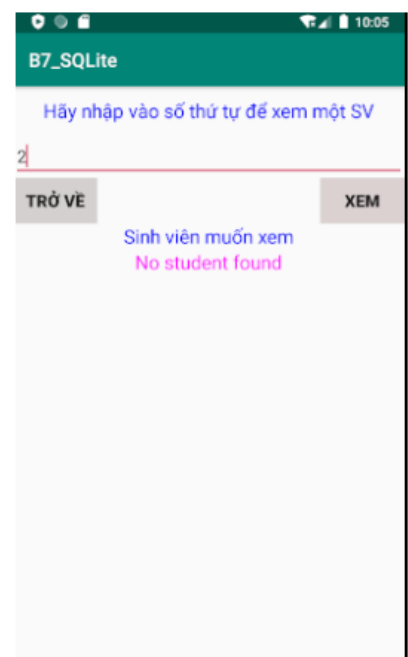 10:05
B7_SQLite
Hãy nhập vào số thứ tự để xem một SV
2
TRỞ VỀ XEM
Sinh viên muốn xem
No student found